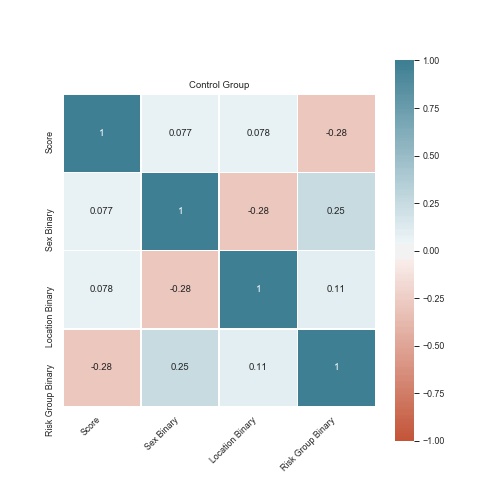 Control Group
Score
1
0.077
0.078
-0.28
Sex Binary
0.077
1
-0.28
0.25
Location Binary
0.078
-0.28
1
0.11
Risk Group Binary
-0.28
0.25
0.11
1
Score
Sex Binary
Location Binary
Risk Group Binary
1.00
0.75
0.50
0.25
0.00
−0.25
−0.50
−0.75
−1.00